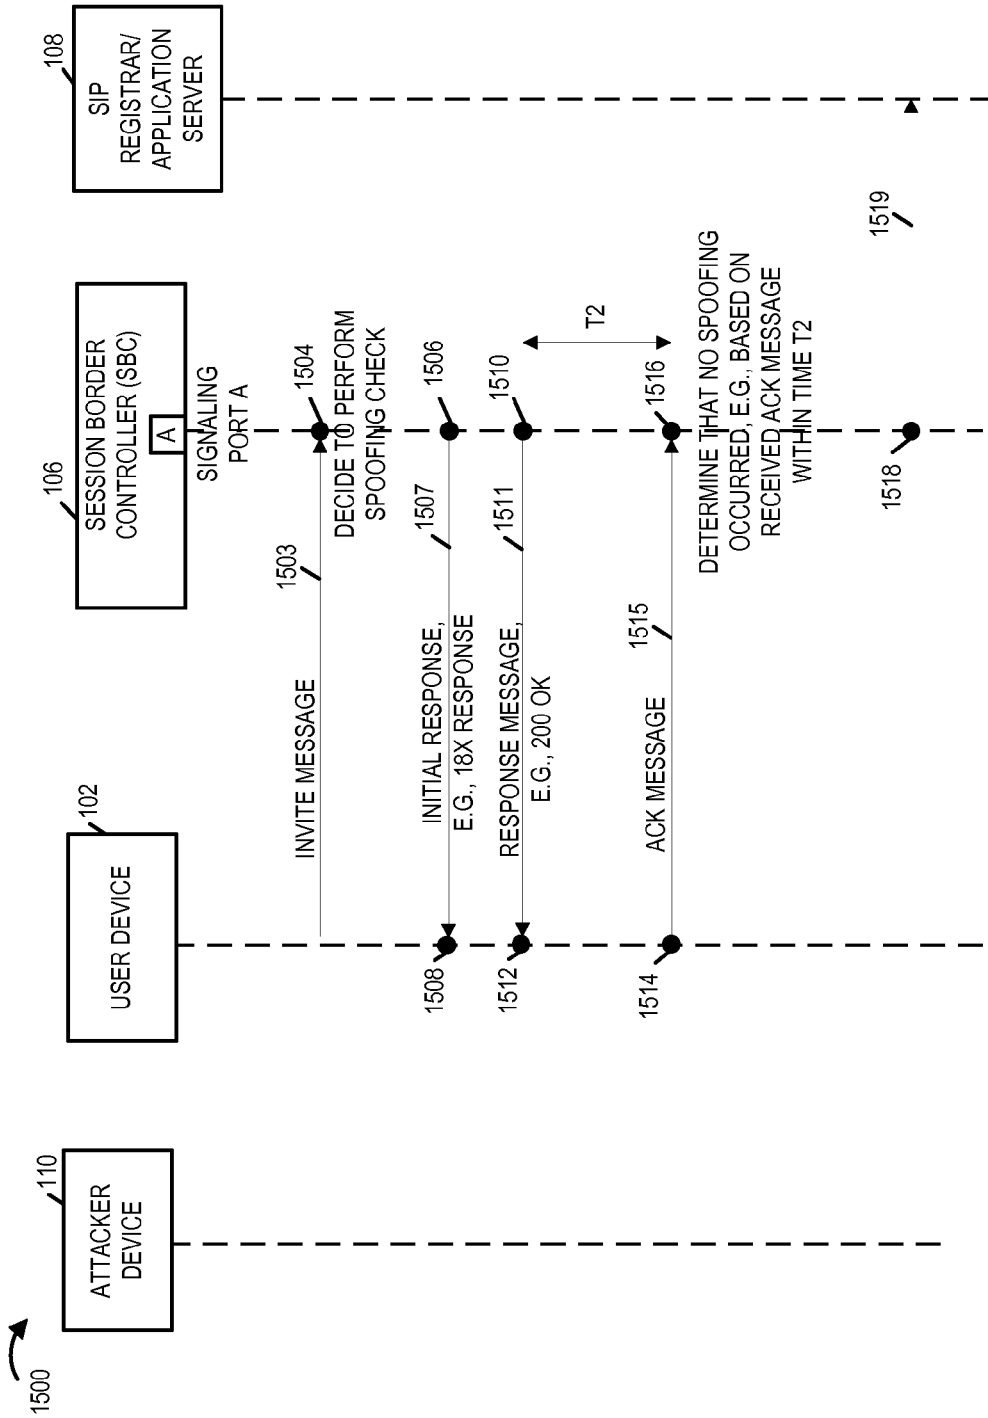 1500
110
ATTACKER
DEVICE
102
USER DEVICE
106
SESSION BORDER
CONTROLLER (SBC)
A
SIGNALING
PORT A
108
SIP
REGISTRAR/
APPLICATION
SERVER
INVITE MESSAGE
1503
1504
DECIDE TO PERFORM
SPOOFING CHECK
1508
INITIAL RESPONSE,
E.G., 18X RESPONSE
1507
1506
1512
RESPONSE MESSAGE,
E.G., 200 OK
1511
1510
T2
1514
ACK MESSAGE
1515
1516
DETERMINE THAT NO SPOOFING
OCCURRED, E.G., BASED ON
RECEIVED ACK MESSAGE
WITHIN TIME T2
1518
1519